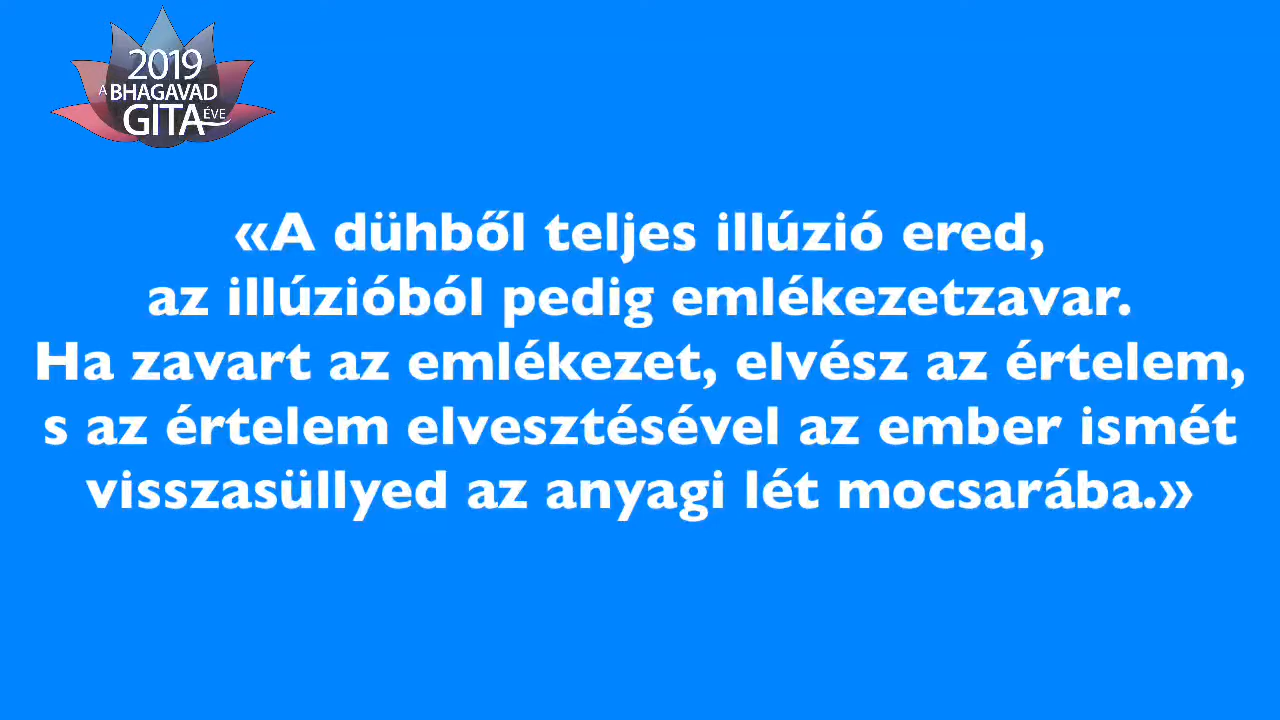 2019
A BHAGAVAD
GITA ÉVE
«A dühből teljes illúzió ered,
az illúzióból pedig emlékezetzavar.
Ha zavart az emlékezet, elvész az értelem,
s az értelem elvesztésével az ember ismét
visszasüllyed az anyagi lét mocsarába.»